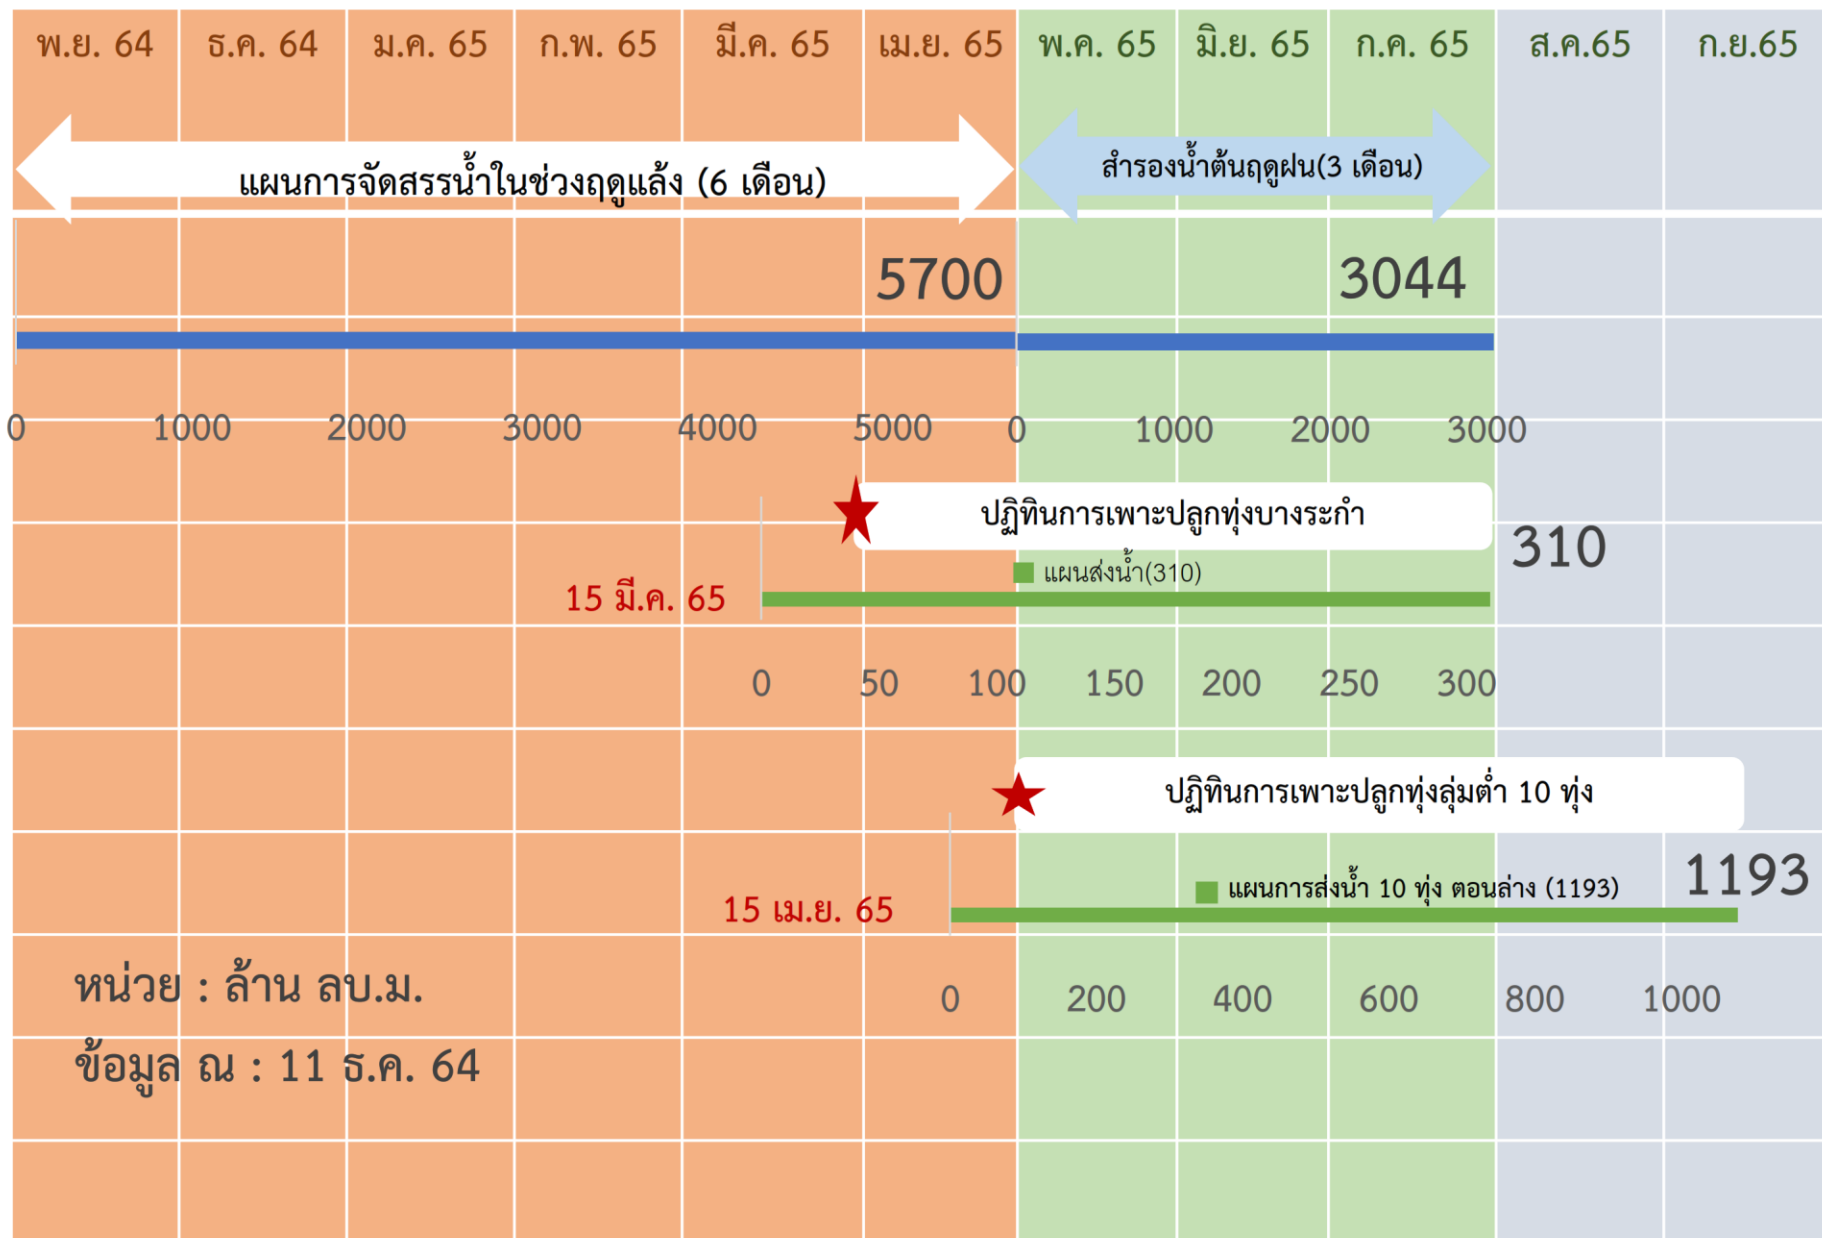 พ.ย. 64 ธ.ค. 64 ม.ค. 65 ก.พ. 65 มี.ค. 65 เม.ย. 65 พ.ค. 65 มิ.ย. 65 ก.ค. 65 ส.ค.65 ก.ย.65
แผนการจัดสรรน้ำในช่วงฤดูแล้ง (6 เดือน) สำรองน้ำต้นฤดูฝน(3 เดือน)
5700 3044
0 1000 2000 3000 4000 5000 0 1000 2000 3000
ปฏิทินการเพาะปลูกทุ่งบางระกำ
310
แผนส่งน้ำ(310)
15 มี.ค. 65
0 50 100 150 200 250 300
ปฏิทินการเพาะปลูกทุ่งลุ่มต่ำ 10 ทุ่ง
แผนการส่งน้ำ 10 ทุ่ง ตอนล่าง (1193) 1193
15 เม.ย. 65
0 200 400 600 800 1000
หน่วย : ล้าน ลบ.ม.
ข้อมูล ณ : 11 ธ.ค. 64